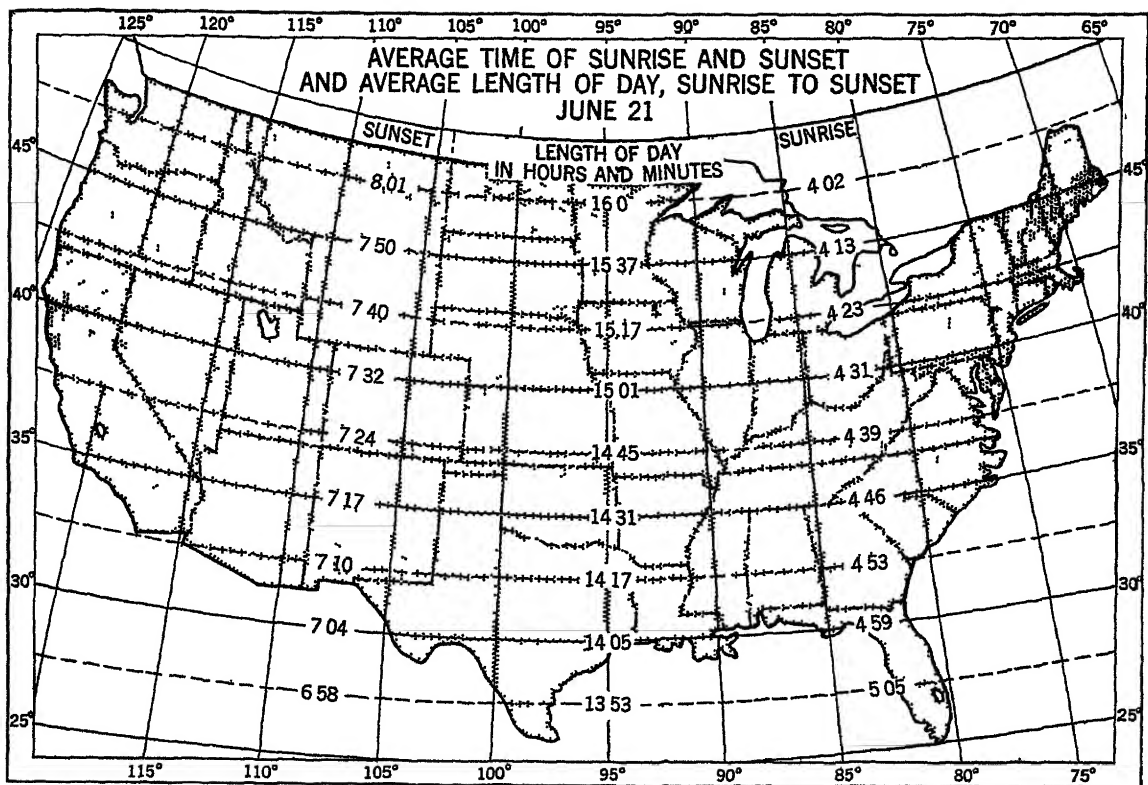 120° 115° 110° 105° 100° 95° 90° 85° 80° 75° 70° 65°
125°
AVERAGE TIME OF SUNRISE AND SUNSET
AND AVERAGE LENGTH OF DAY, SUNRISE TO SUNSET
JUNE 21
SUNSET SUNRISE
LENGTH OF DAY
IN HOURS AND MINUTES
45° 45°
8 01 16 0 4 02
7 50 15 37 4 13
40° 40°
7 40 15 17 4 23
7 32 15 01 4 31
35° 35°
7 24 14 45 4 39
7 17 14 31 4 46
30° 30°
7 10 14 17 4 53
7 04 14 05 4 59
6 58 13 53 5 05
25° 25°
115° 110° 105° 100° 95° 90° 85° 80° 75°